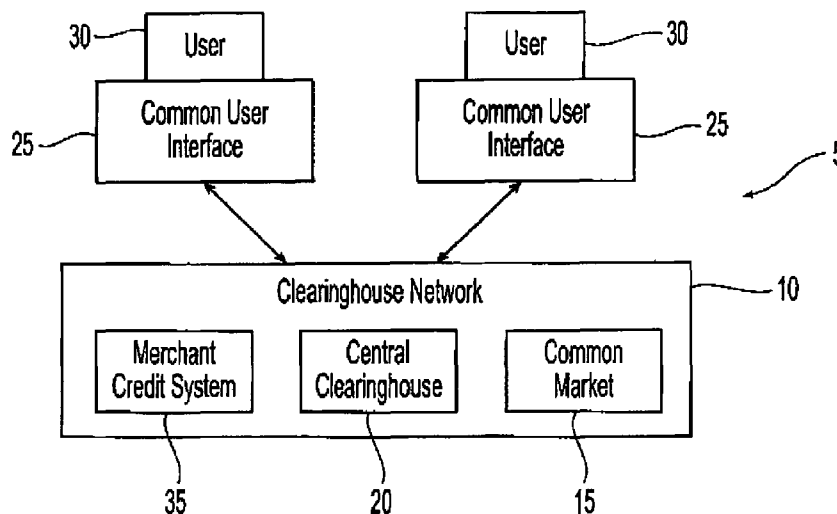 30
User
User
30
Common User
Interface
Common User
Interface
25
25
5
Clearinghouse Network
10
Merchant
Credit System
Central
Clearinghouse
Common
Market
35
20
15